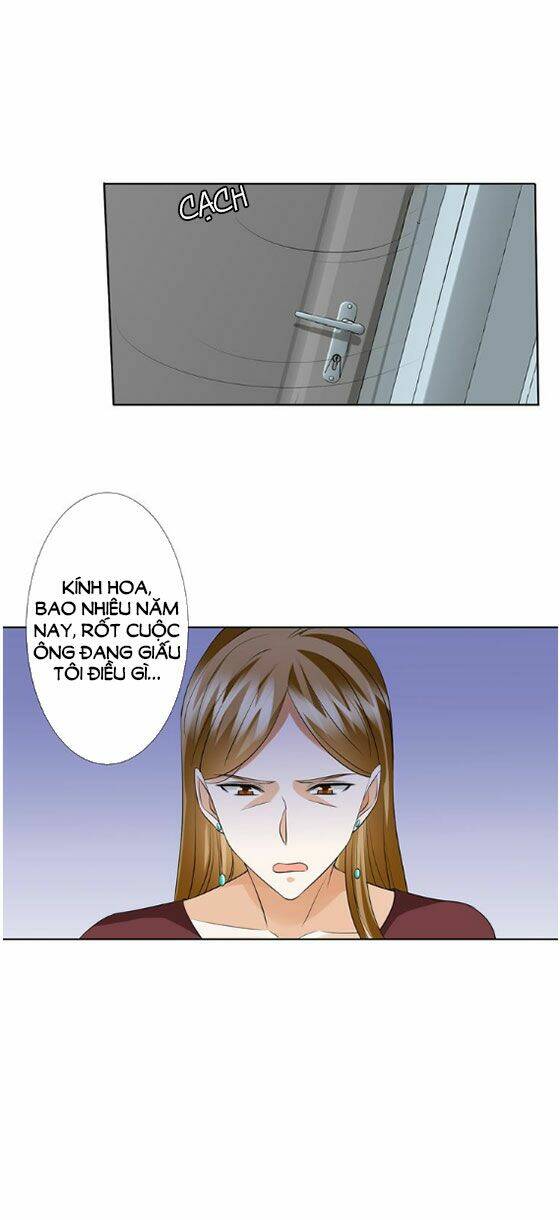 CẠCH
KÍNH HOA,
BAO NHIÊU NĂM
NAY, RỐT CUỘC
ÔNG ĐANG GIẤU
TÔI ĐIỀU GÌ...